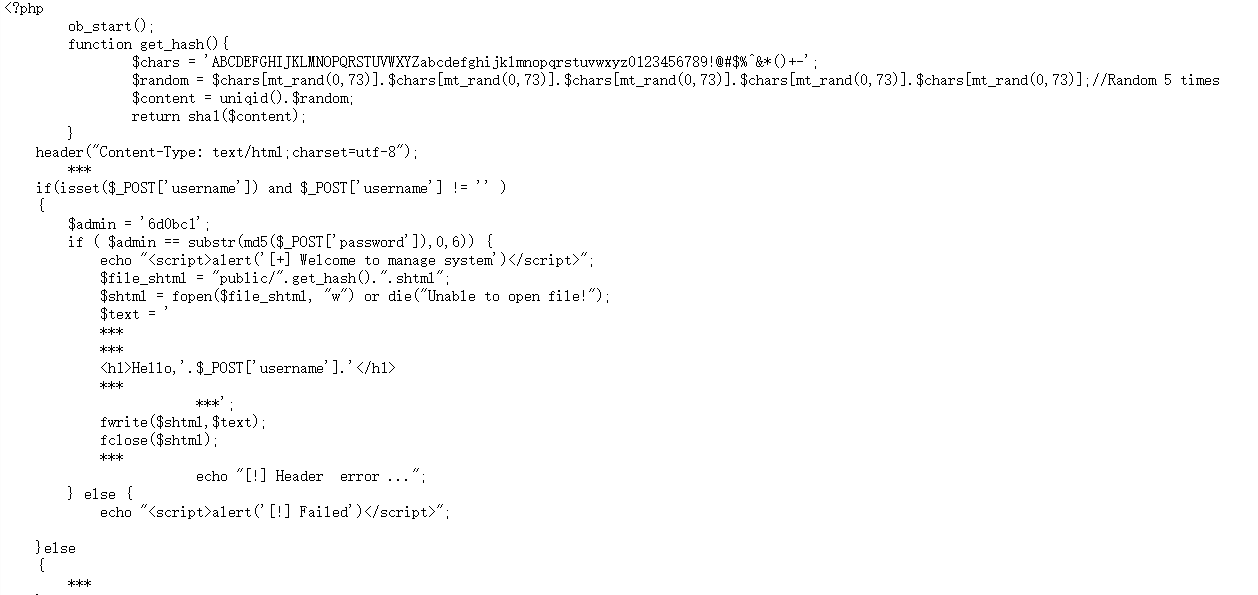 <?php
ob_start();
function get_hash(){
$chars = 'ABCDEFGHIJKLMNOPQRSTUVWXYZabcdefghijklmnopqrstuvwxyz0123456789!@#$%^&*()+-';
$random = $chars[mt_rand(0,73)].$chars[mt_rand(0,73)].$chars[mt_rand(0,73)].$chars[mt_rand(0,73)].$chars[mt_rand(0,73)];//Random 5 times
$content = uniqid().$random;
return sha1($content);
}
header("Content-Type: text/html;charset=utf-8");
***
if(isset($_POST['username']) and $_POST['username'] != '' )
{
$admin = '6d0bc1';
if ( $admin == substr(md5($_POST['password']),0,6)) {
echo "<script>alert('[+] Welcome to manage system')</script>";
$file_shtml = "public/".get_hash().".shtml";
$shtml = fopen($file_shtml, "w") or die("Unable to open file!");
$text = '
***
***
<h1>Hello,'.$_POST['username'].'</h1>
***
***';
fwrite($shtml,$text);
fclose($shtml);
***
echo "[!] Header  error ...";
} else {
echo "<script>alert('[!] Failed')</script>";
}else
{
***